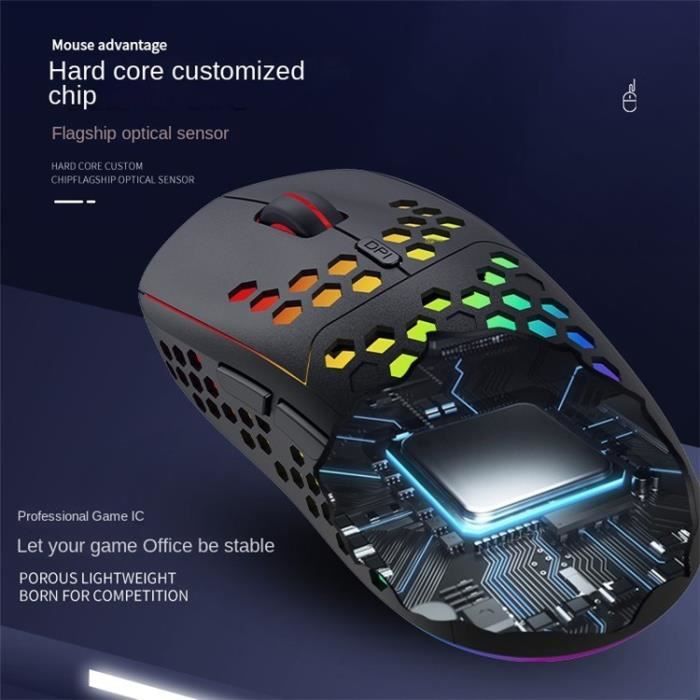 Mouse advantage
Hard core customized
chip
Flagship optical sensor
HARD CORE CUSTOM
CHIPFLAGSHIP OPTICAL SENSOR
DPI
Professional Game IC
Let your game Office be stable
POROUS LIGHTWEIGHT
BORN FOR COMPETITION